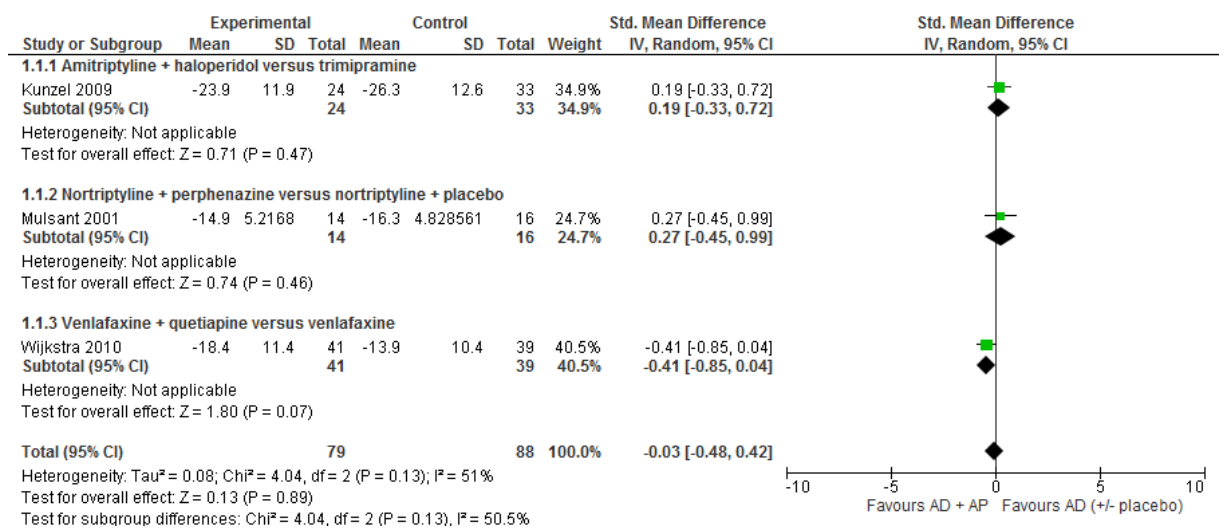 Experimental Control Std. Mean Difference Std. Mean Difference
Study or Subgroup Mean SD Total Mean SD Total Weight IV, Random, 95% CI IV, Random, 95% CI
1.1.1 Amitriptyline + haloperidol versus trimipramine
Kunzel 2009 -23.9 11.9 24 -26.3 12.6 33 34.9% 0.19 [-0.33, 0.72]
Subtotal (95% CI) 24 33 34.9% 0.19 [-0.33, 0.72]
Heterogeneity: Not applicable
Test for overall effect: Z = 0.71 (P = 0.47)
1.1.2 Nortriptyline + perphenazine versus nortriptyline + placebo
Mulsant 2001 -14.9 5.2168 14 -16.3 4.828561 16 24.7% 0.27 [-0.45, 0.99]
Subtotal (95% CI) 14 16 24.7% 0.27 [-0.45, 0.99]
Heterogeneity: Not applicable
Test for overall effect: Z = 0.74 (P = 0.46)
1.1.3 Venlafaxine + quetiapine versus venlafaxine
Wijkstra 2010 -18.4 11.4 41 -13.9 10.4 39 40.5% -0.41 [-0.85, 0.04]
Subtotal (95% CI) 41 39 40.5% -0.41 [-0.85, 0.04]
Heterogeneity: Not applicable
Test for overall effect: Z = 1.80 (P = 0.07)
Total (95% CI) 79 88 100.0% -0.03 [-0.48, 0.42]
Heterogeneity: Tau² = 0.08; Chi² = 4.04, df = 2 (P = 0.13); I² = 51%
Test for overall effect: Z = 0.13 (P = 0.89)
Test for subgroup differences: Chi² = 4.04, df = 2 (P = 0.13), I² = 50.5%
-10 -5 0 5 10
Favours AD + AP Favours AD (+/- placebo)